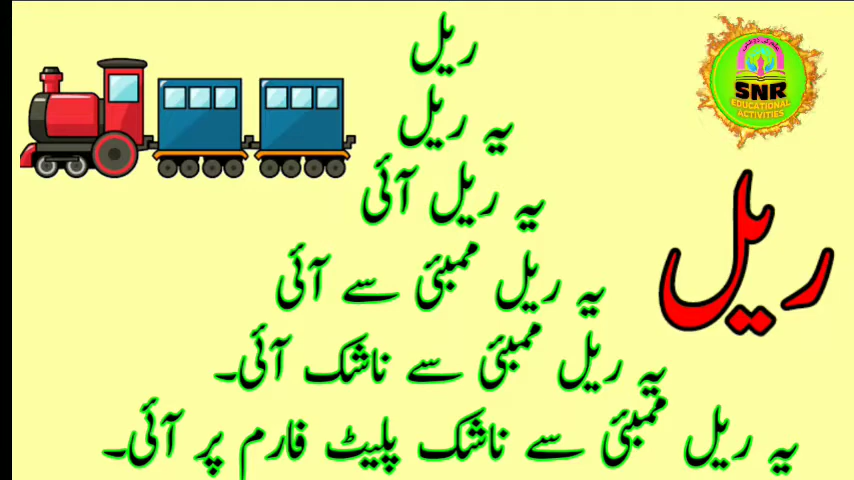 ریل
یہ ریل
یہ ریل آئی
یہ ریل ممبئی سے آئی
یہ ریل ممبئی سے ناشک آئی۔
یہ ریل ممبئی سے ناشک پلیٹ فارم پر آئی۔
ریل
SNR
EDUCATIONAL
ACTIVITIES